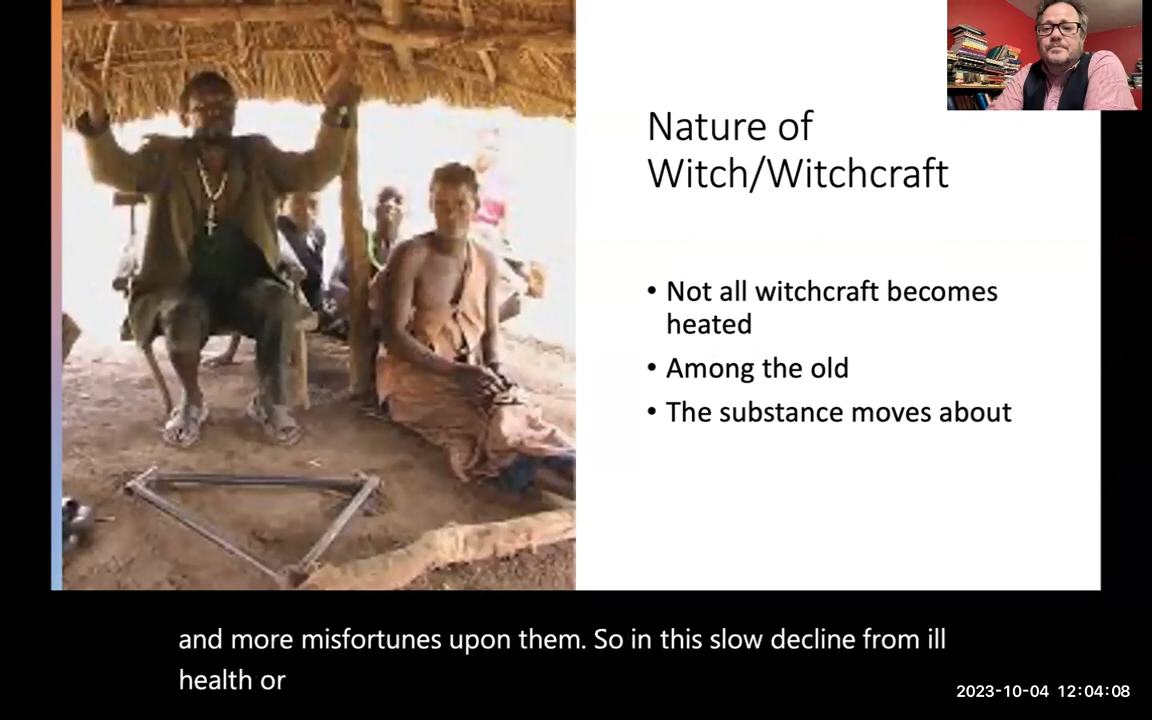 Nature of
Witch/Witchcraft
• Not all witchcraft becomes
heated
• Among the old
• The substance moves about
and more misfortunes upon them. So in this slow decline from ill
health or
2023-10-04 12:04:08